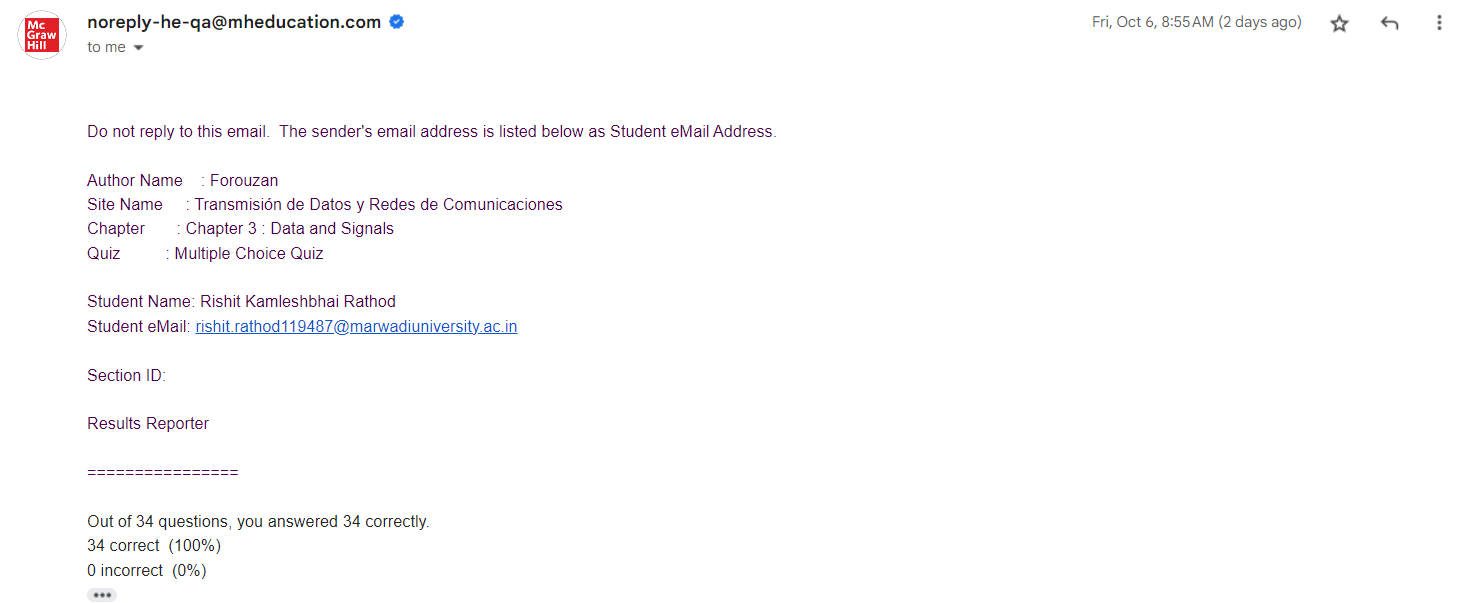 Mc
Graw
Hill
noreply-he-qa@mheducation.com
Fri, Oct 6, 8:55 AM (2 days ago)
to me
Do not reply to this email.  The sender's email address is listed below as Student eMail Address.
Author Name    : Forouzan
Site Name     : Transmisión de Datos y Redes de Comunicaciones
Chapter       : Chapter 3 : Data and Signals
Quiz          : Multiple Choice Quiz
Student Name: Rishit Kamleshbhai Rathod
Student eMail: rishit.rathod119487@marwadiuniversity.ac.in
Section ID:
Results Reporter
================
Out of 34 questions, you answered 34 correctly.
34 correct  (100%)
0 incorrect  (0%)